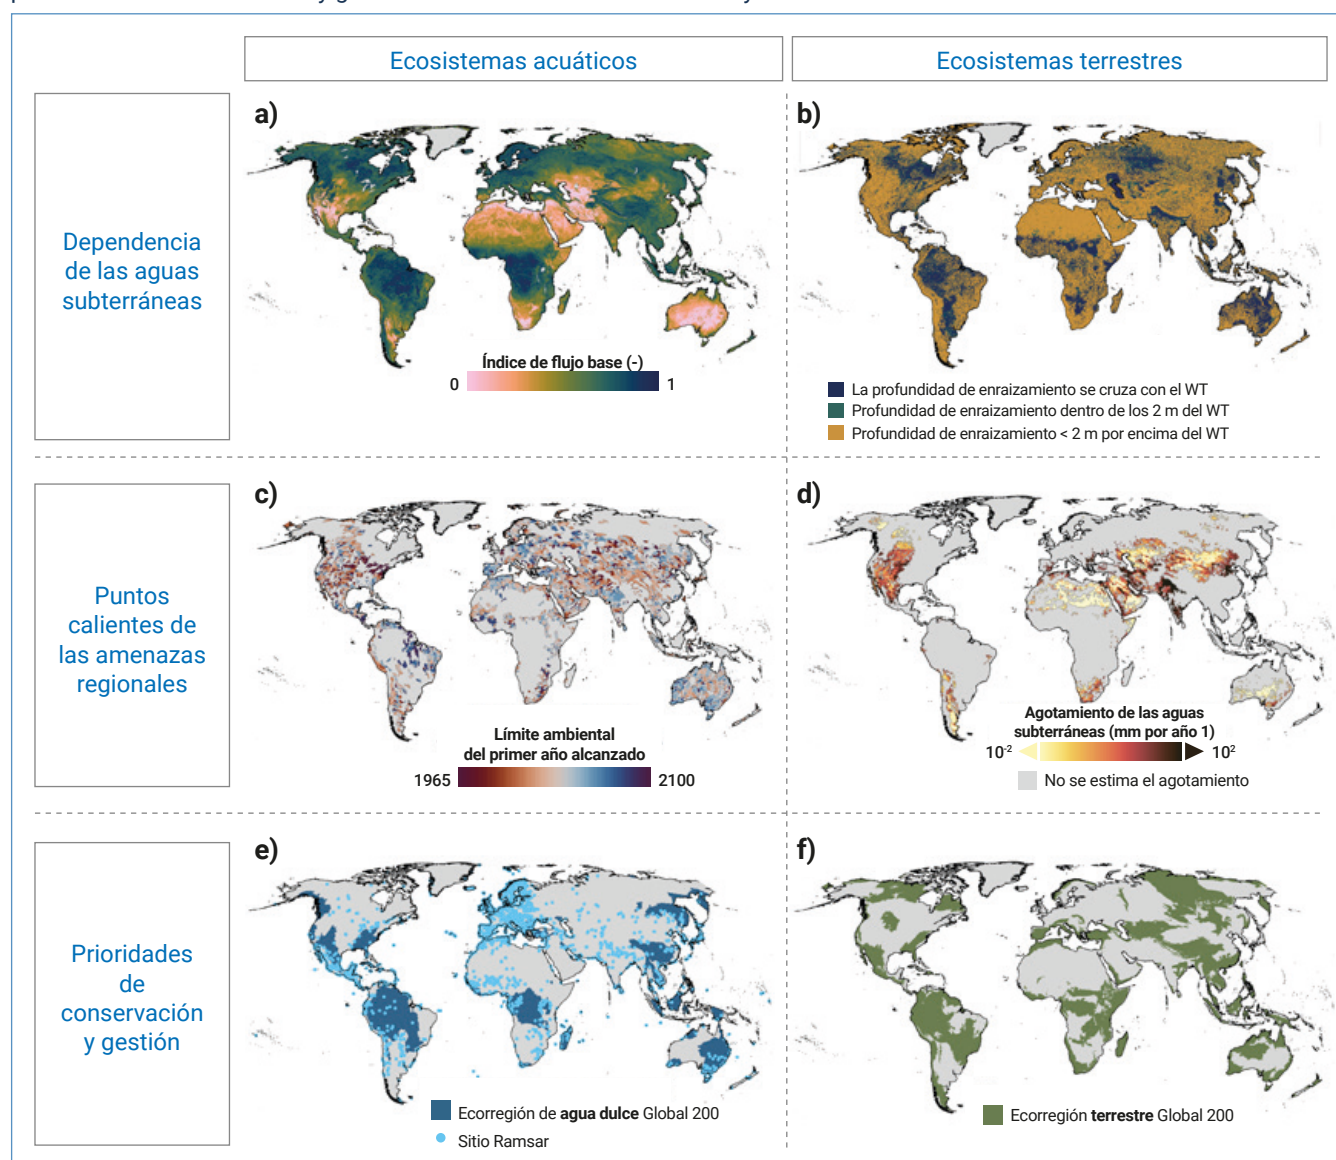 Ecosistemas acuáticos
Ecosistemas terrestres
Dependencia
de las aguas
subterráneas
a)
Índice de flujo base (-)
0
1
b)
La profundidad de enraizamiento se cruza con el WT
Profundidad de enraizamiento dentro de los 2 m del WT
Profundidad de enraizamiento < 2 m por encima del WT
Puntos
calientes de
las amenazas
regionales
c)
Límite ambiental
del primer año alcanzado
1965
2100
d)
Agotamiento de las aguas
subterráneas (mm por año 1)
10⁻²
10²
No se estima el agotamiento
Prioridades
de
conservación
y gestión
e)
Ecorregión de agua dulce Global 200
Sitio Ramsar
f)
Ecorregión terrestre Global 200